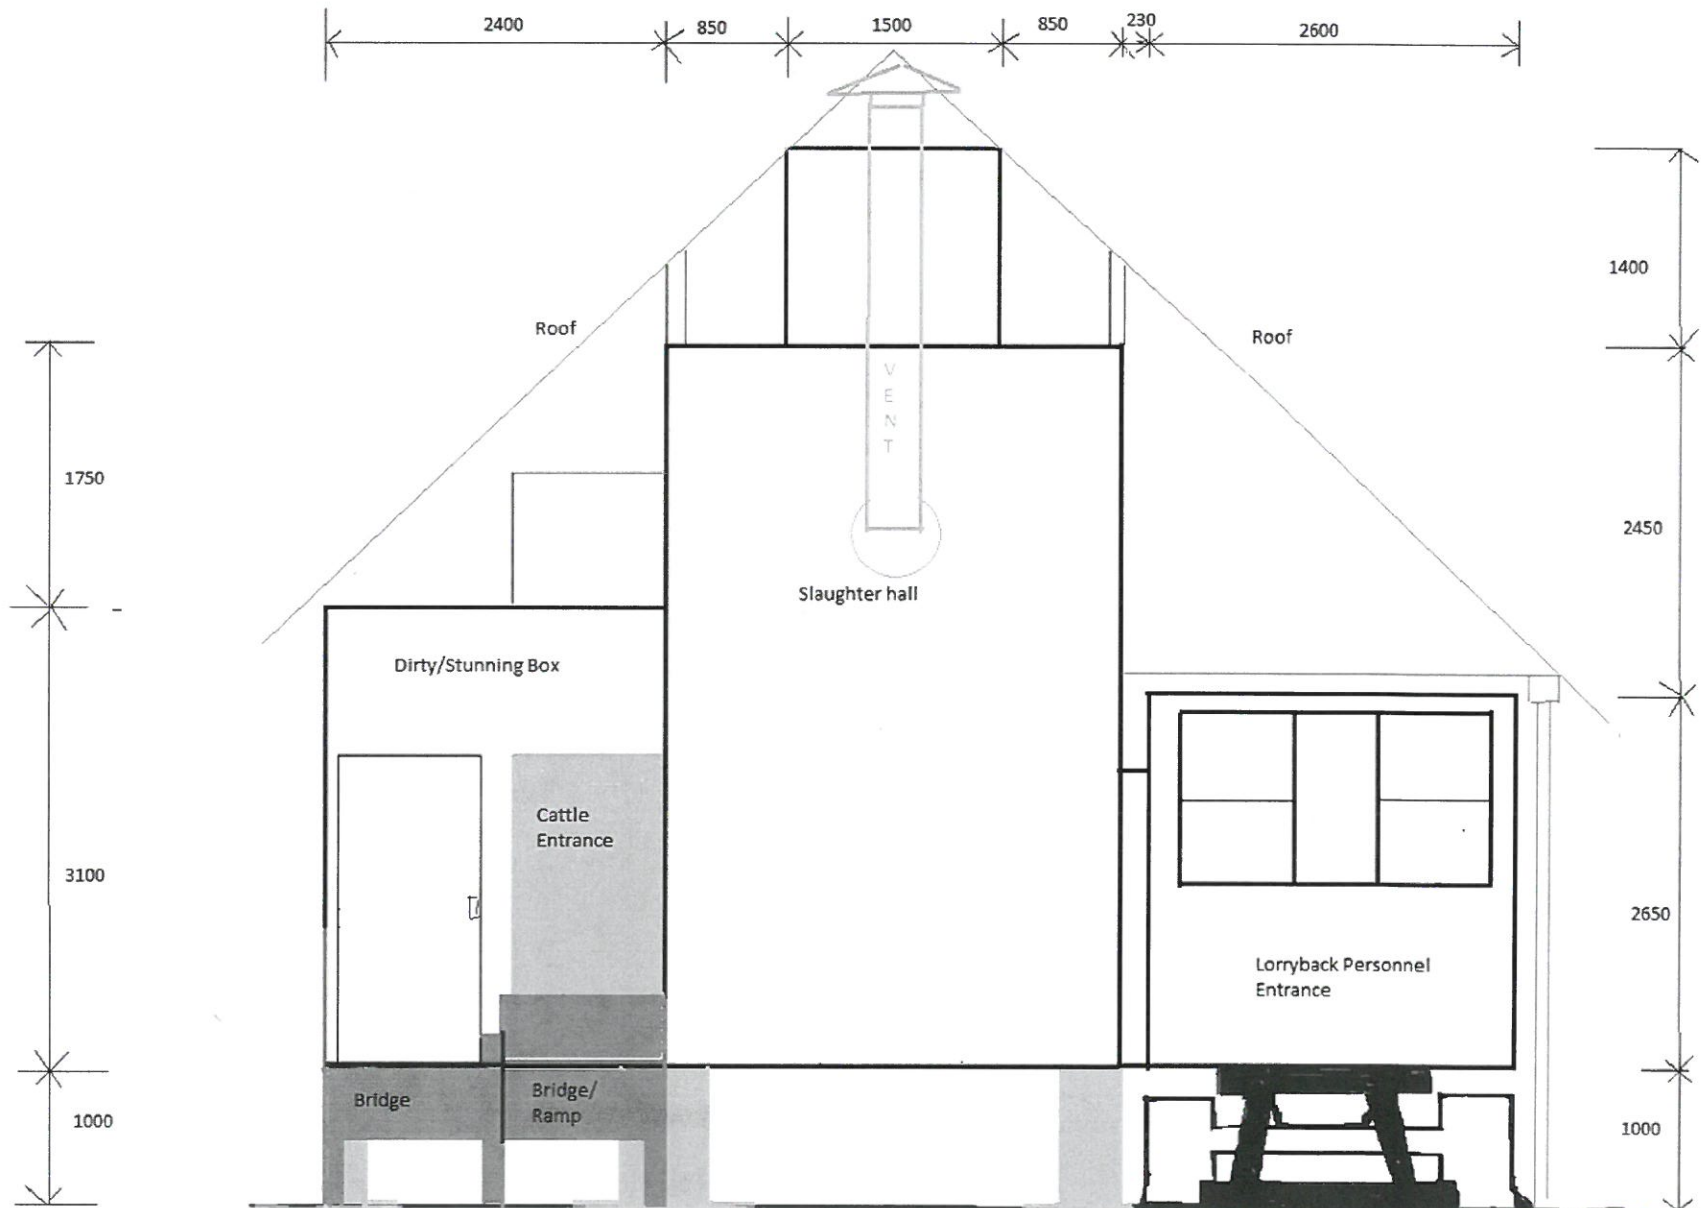 2400
850
1500
850
230
2600
1400
Roof
Roof
VENT
1750
2450
Slaughter hall
Dirty/Stunning Box
Cattle
Entrance
3100
2650
Lorryback Personnel
Entrance
Bridge
Bridge/
Ramp
1000
1000